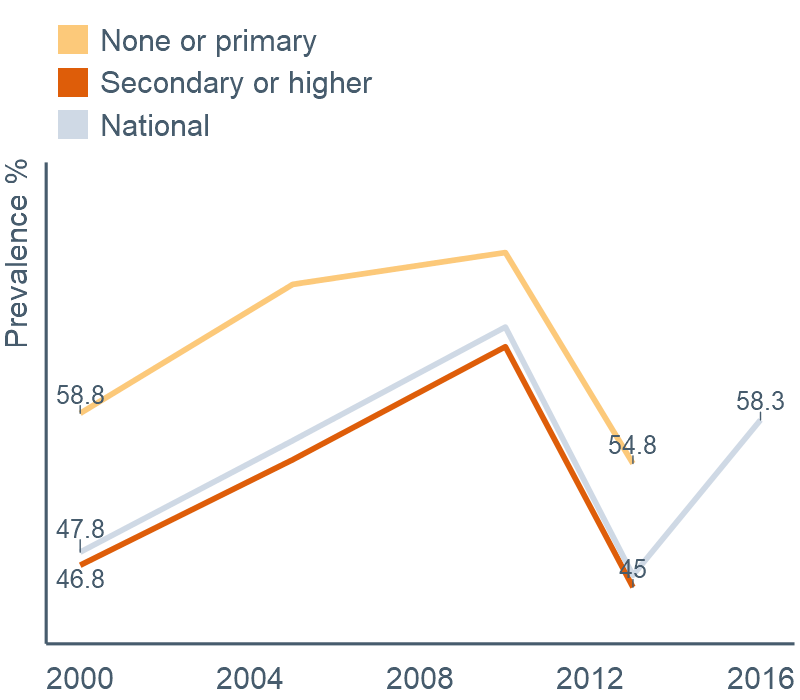 None or primary
Secondary or higher
National
Prevalence %
58.8
47.8
46.8
54.8
45
58.3
2000 2004 2008 2012 2016